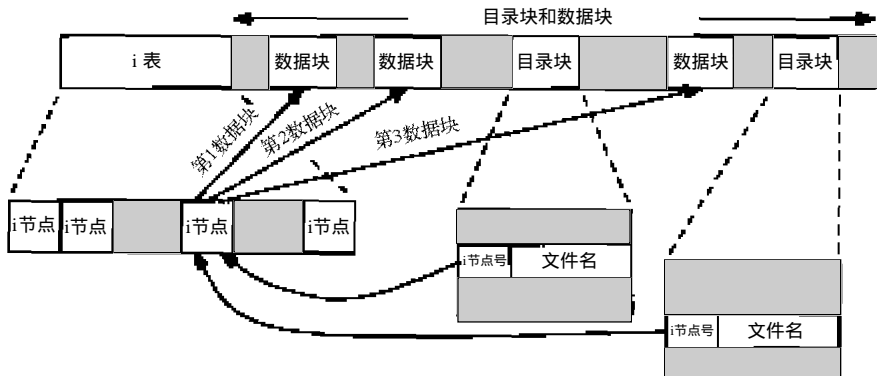 目录块和数据块
i 表
数据块
数据块
目录块
数据块
目录块
第1数据块
第2数据块
第3数据块
i节点
i节点
i节点
i节点
i节点号
文件名
i节点号
文件名